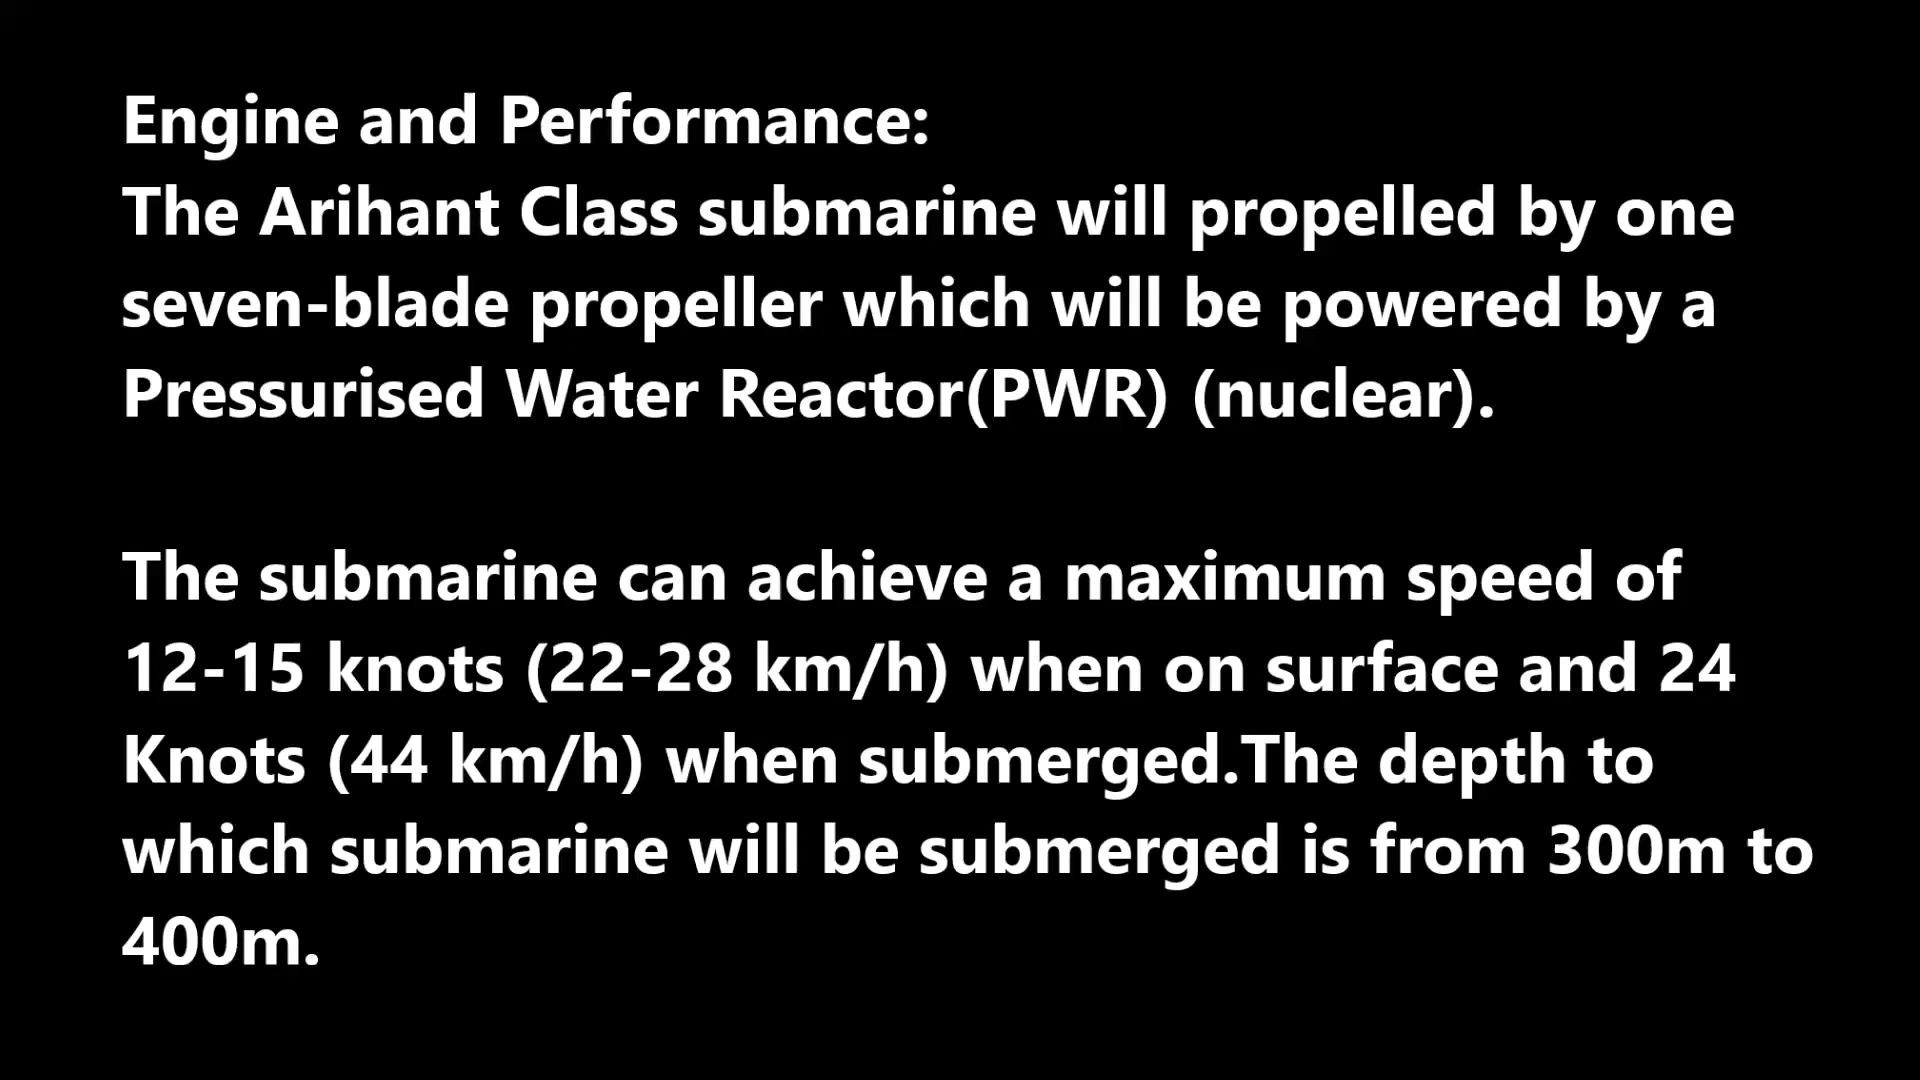 Engine and Performance:
The Arihant Class submarine will propelled by one
seven-blade propeller which will be powered by a
Pressurised Water Reactor(PWR) (nuclear).
The submarine can achieve a maximum speed of
12-15 knots (22-28 km/h) when on surface and 24
Knots (44 km/h) when submerged.The depth to
which submarine will be submerged is from 300m to
400m.